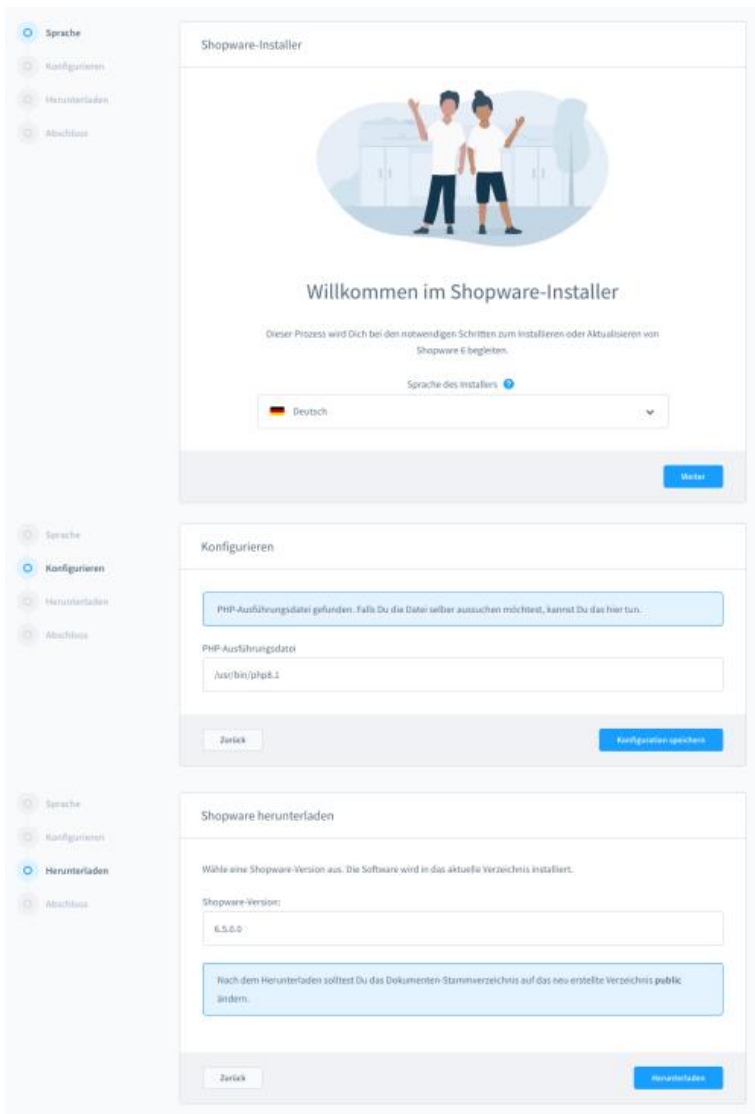 Sprache
Konfigurieren
Herunterladen
Abschluss
Shopware-Installer
Willkommen im Shopware-Installer
Dieser Prozess wird Dich bei den notwendigen Schritten zum Installieren oder Aktualisieren von
Shopware 6 begleiten.
Sprache des Installers ?
Deutsch
Weiter
Sprache
Konfigurieren
Herunterladen
Abschluss
Konfigurieren
PHP-Ausführungsdatei gefunden. Falls Du die Datei selber aussuchen möchtest, kannst Du das hier tun.
PHP-Ausführungsdatei
/usr/bin/php8.1
Zurück
Konfiguration speichern
Sprache
Konfigurieren
Herunterladen
Abschluss
Shopware herunterladen
Wähle eine Shopware-Version aus. Die Software wird in das aktuelle Verzeichnis installiert.
Shopware-Version:
6.5.0.0
Nach dem Herunterladen solltest Du das Dokumenten-Stammverzeichnis auf das neu erstellte Verzeichnis public
ändern.
Zurück
Herunterladen